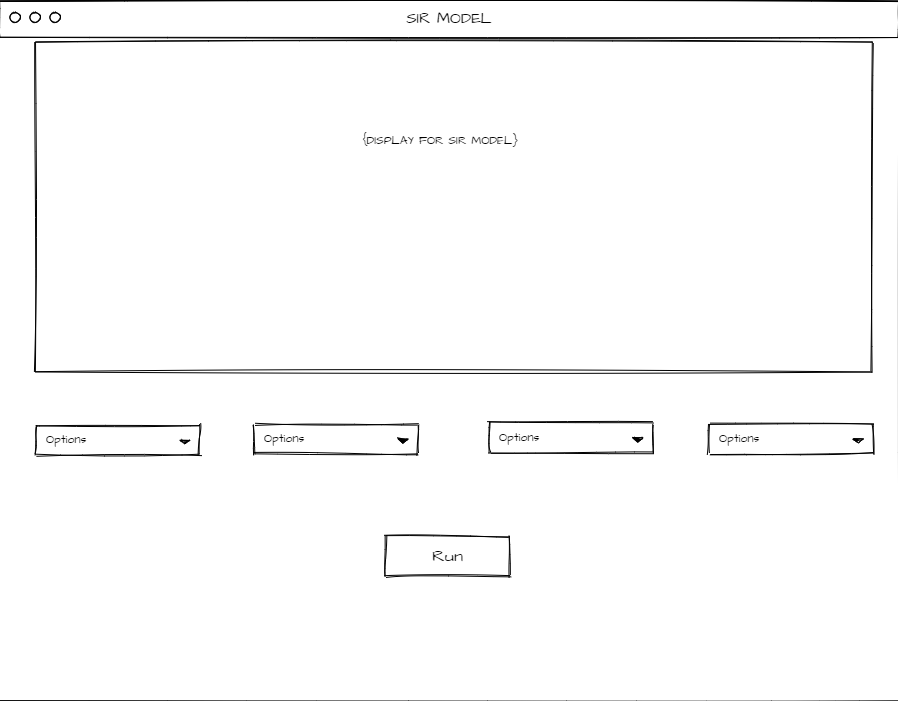 SIR MODEL
{DISPLAY FOR SIR MODEL}
Options
Options
Options
Options
Run